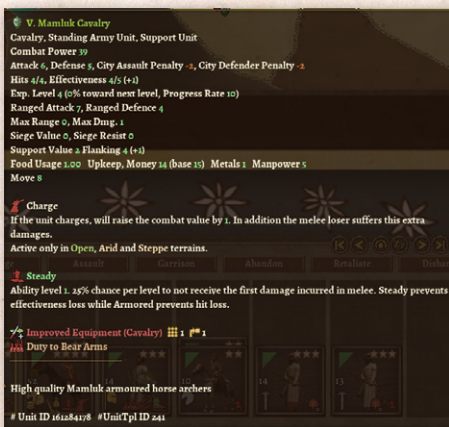 V. Mamluk Cavalry
Cavalry, Standing Army Unit, Support Unit
Combat Power 39
Attack 6, Defense 5, City Assault Penalty -2, City Defender Penalty -2
Hits 4/4, Effectiveness 4/5 (+1)
Exp. Level 4 (0% toward next level, Progress Rate 10)
Ranged Attack 7, Ranged Defence 4
Max Range 0, Max Dmg. 1
Siege Value 0, Siege Resist 0
Support Value 2 Flanking 4 (+1)
Food Usage 1.00 Upkeep, Money 14 (base 15) Metals 1 Manpower 5
Move 8
Charge
If the unit charges, will raise the combat value by 1. In addition the melee loser suffers this extra
damages.
Active only in Open, Arid and Steppe terrains.
Assault Garrison Abandon Retaliate
Steady
Ability level 1. 25% chance per level to not receive the first damage incurred in melee. Steady prevents
effectiveness loss while Armored prevents hit loss.
Improved Equipment (Cavalry) 1 1
Duty to Bear Arms
High quality Mamluk armoured horse archers
14 13
# Unit ID 161284178 #UnitTpl ID 241